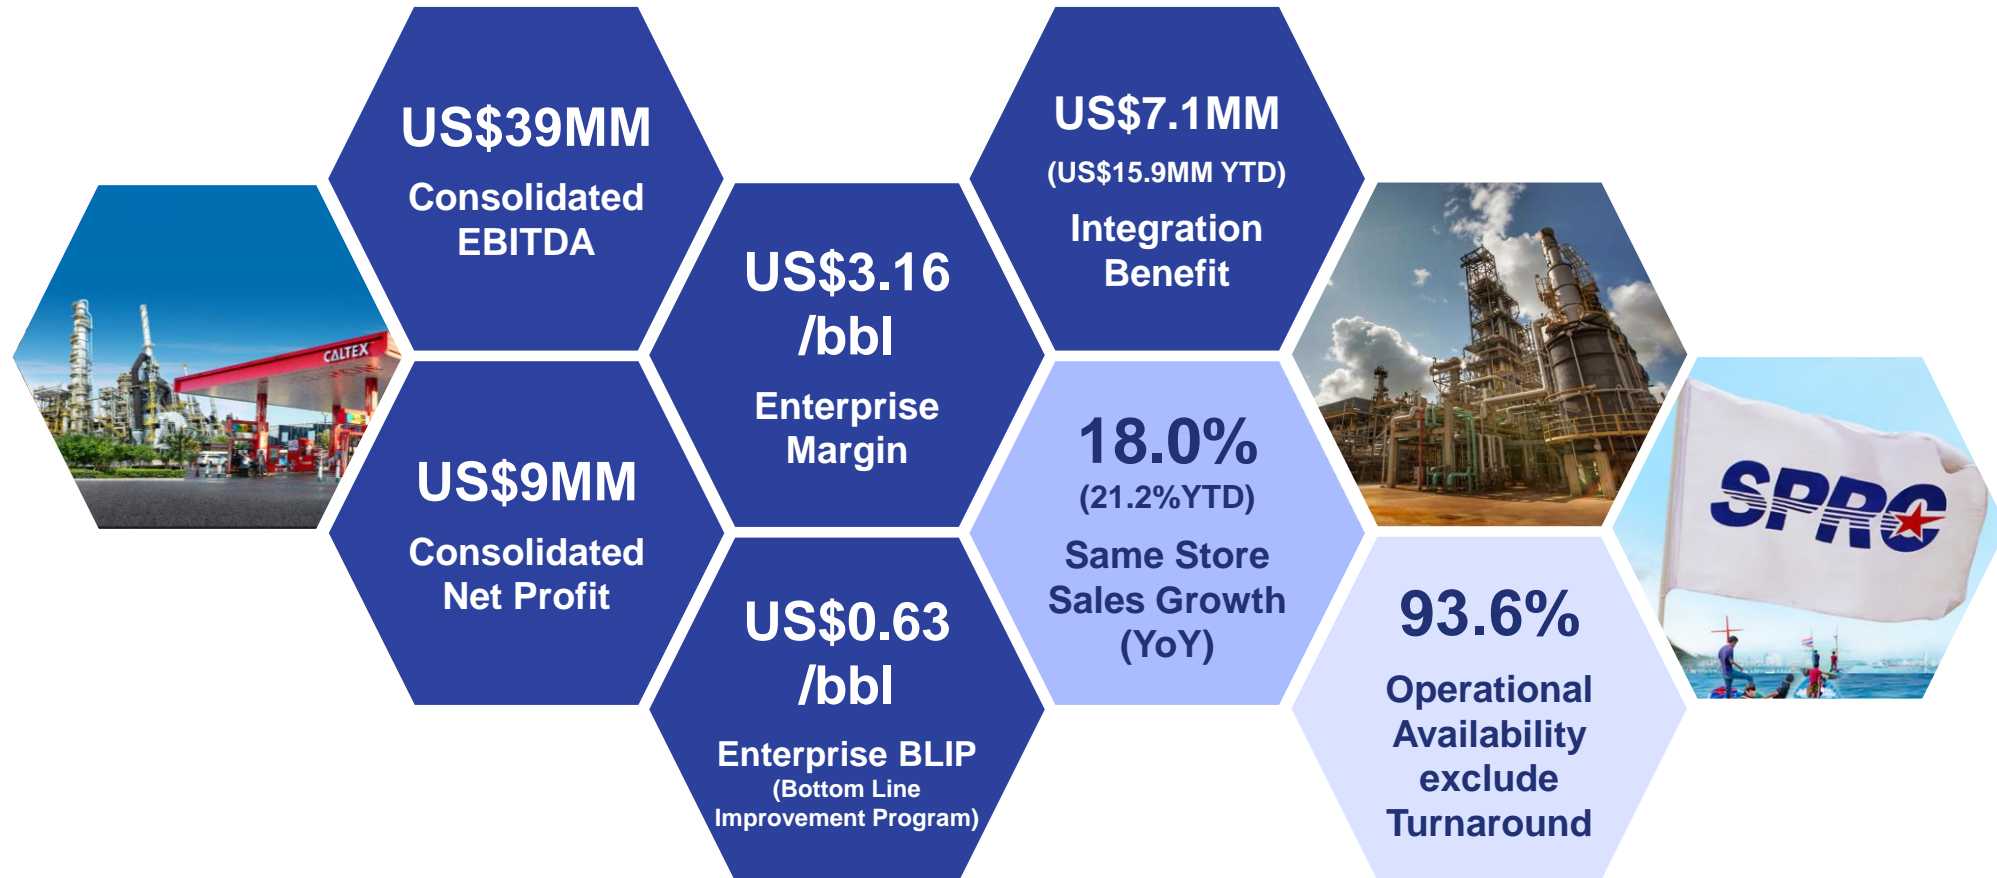 US$39MM
Consolidated
EBITDA
US$7.1MM
(US$15.9MM YTD)
Integration
Benefit
US$3.16
/bbl
Enterprise
Margin
CALTEX
US$9MM
Consolidated
Net Profit
18.0%
(21.2%YTD)
Same Store
Sales Growth
(YoY)
SPRC
US$0.63
/bbl
Enterprise BLIP
(Bottom Line
Improvement Program)
93.6%
Operational
Availability
exclude
Turnaround